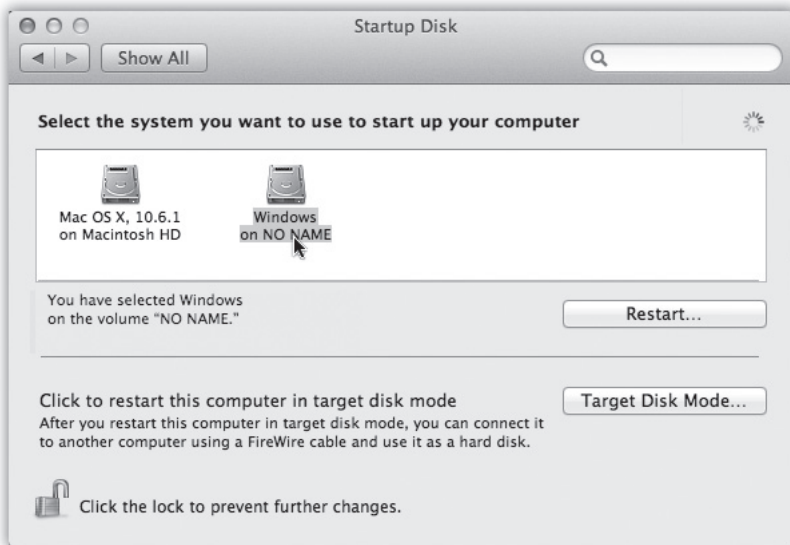 Startup Disk
Show All
Select the system you want to use to start up your computer
Mac OS X, 10.6.1
on Macintosh HD
Windows
on NO NAME
You have selected Windows
on the volume “NO NAME.”
Restart...
Click to restart this computer in target disk mode
Target Disk Mode...
After you restart this computer in target disk mode, you can connect it
to another computer using a FireWire cable and use it as a hard disk.
Click the lock to prevent further changes.